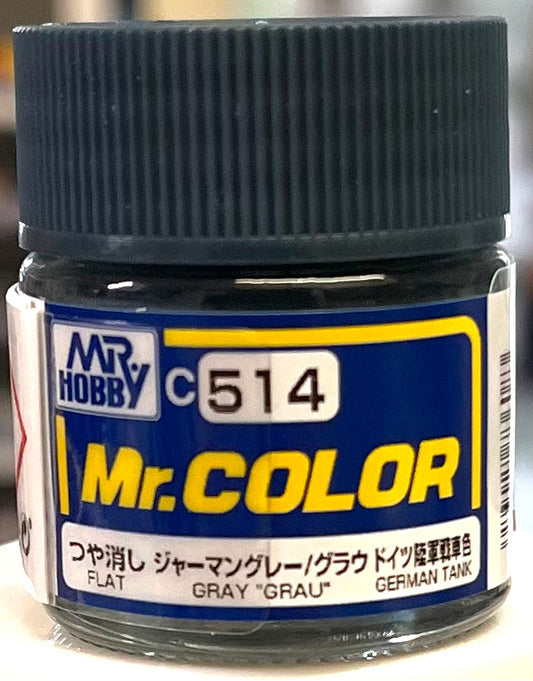 MR.
HOBBY
C514
Mr.COLOR
つや消し ジャーマングレー/グラウ ドイツ陸軍戦車色
FLAT GRAY "GRAU" GERMAN TANK